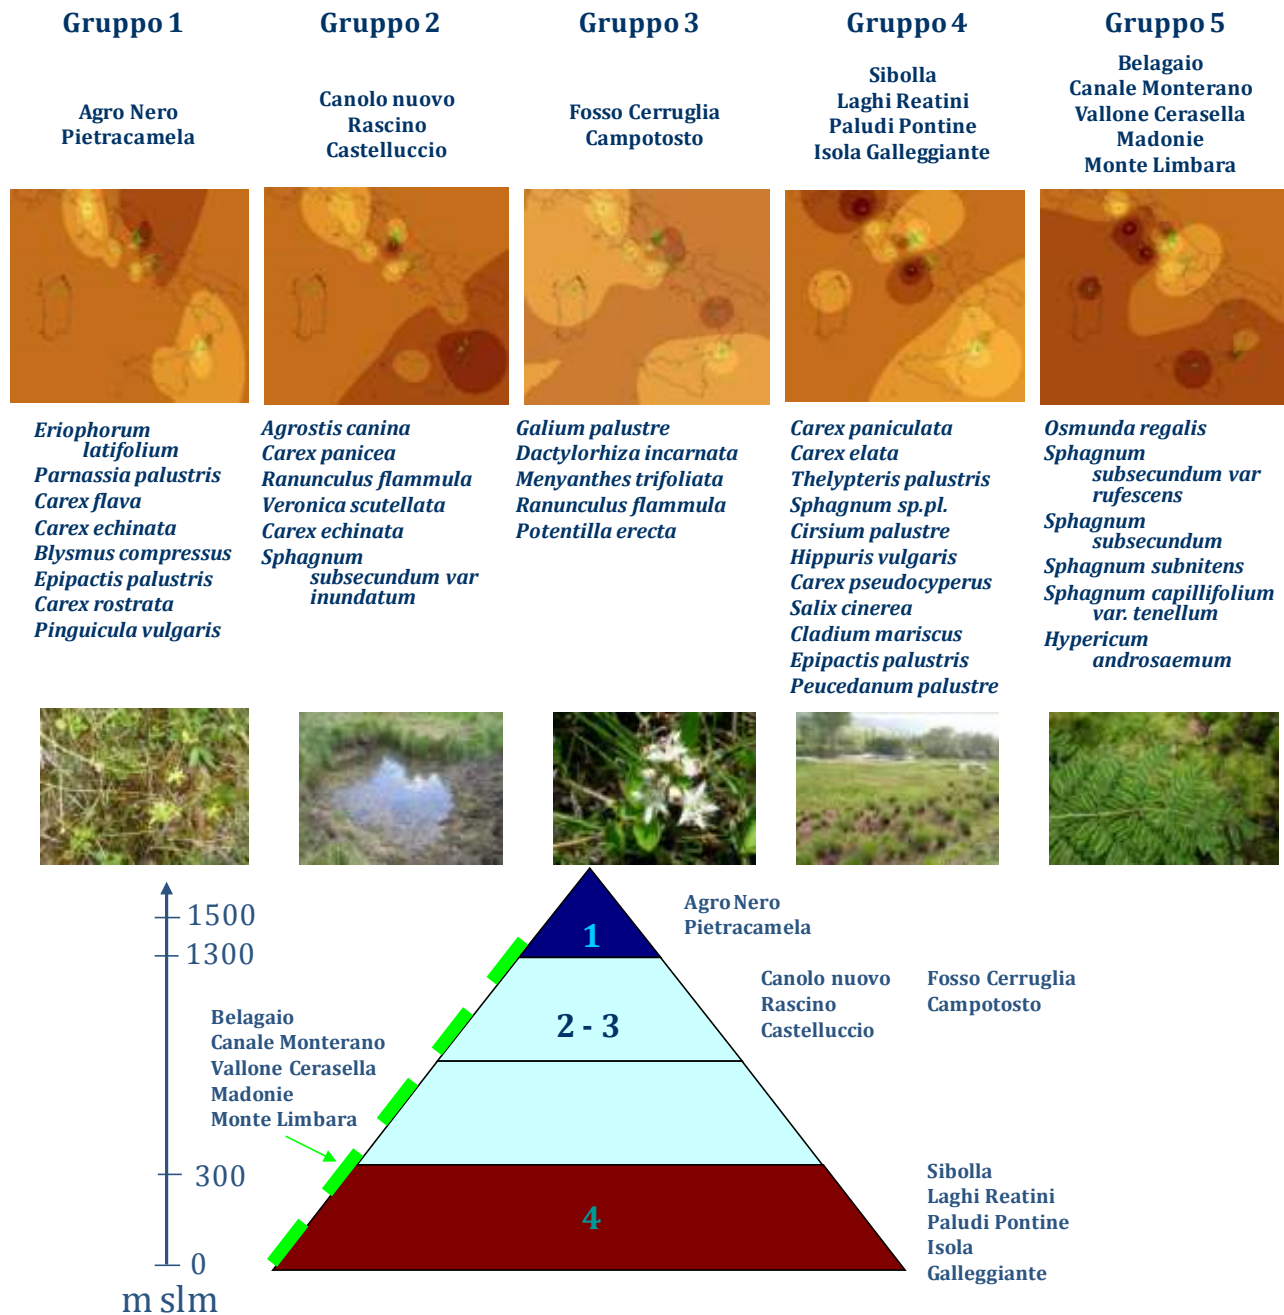 Gruppo 1
Agro Nero
Pietracamela
Eriophorum
latifolium
Parnassia palustris
Carex flava
Carex echinata
Blysmus compressus
Epipactis palustris
Carex rostrata
Pinguicula vulgaris
Gruppo 2
Canolo nuovo
Rascino
Castelluccio
Agrostis canina
Carex panicea
Ranunculus flammula
Veronica scutellata
Carex echinata
Sphagnum
subsecundum var
inundatum
Gruppo 3
Fosso Cerruglia
Campotosto
Galium palustre
Dactylorhiza incarnata
Menyanthes trifoliata
Ranunculus flammula
Potentilla erecta
Gruppo 4
Sibolla
Laghi Reatini
Paludi Pontine
Isola Galleggiante
Carex paniculata
Carex elata
Thelypteris palustris
Sphagnum sp.pl.
Cirsium palustre
Hippuris vulgaris
Carex pseudocyperus
Salix cinerea
Cladium mariscus
Epipactis palustris
Peucedanum palustre
Gruppo 5
Belagaio
Canale Monterano
Vallone Cerasella
Madonie
Monte Limbara
Osmunda regalis
Sphagnum
subsecundum var
rufescens
Sphagnum
subsecundum
Sphagnum subnitens
Sphagnum capillifolium
var. tenellum
Hypericum
androsaemum
1500
1300
300
0
m slm
Belagaio
Canale Monterano
Vallone Cerasella
Madonie
Monte Limbara
1
2 - 3
4
Agro Nero
Pietracamela
Canolo nuovo
Rascino
Castelluccio
Fosso Cerruglia
Campotosto
Sibolla
Laghi Reatini
Paludi Pontine
Isola
Galleggiante